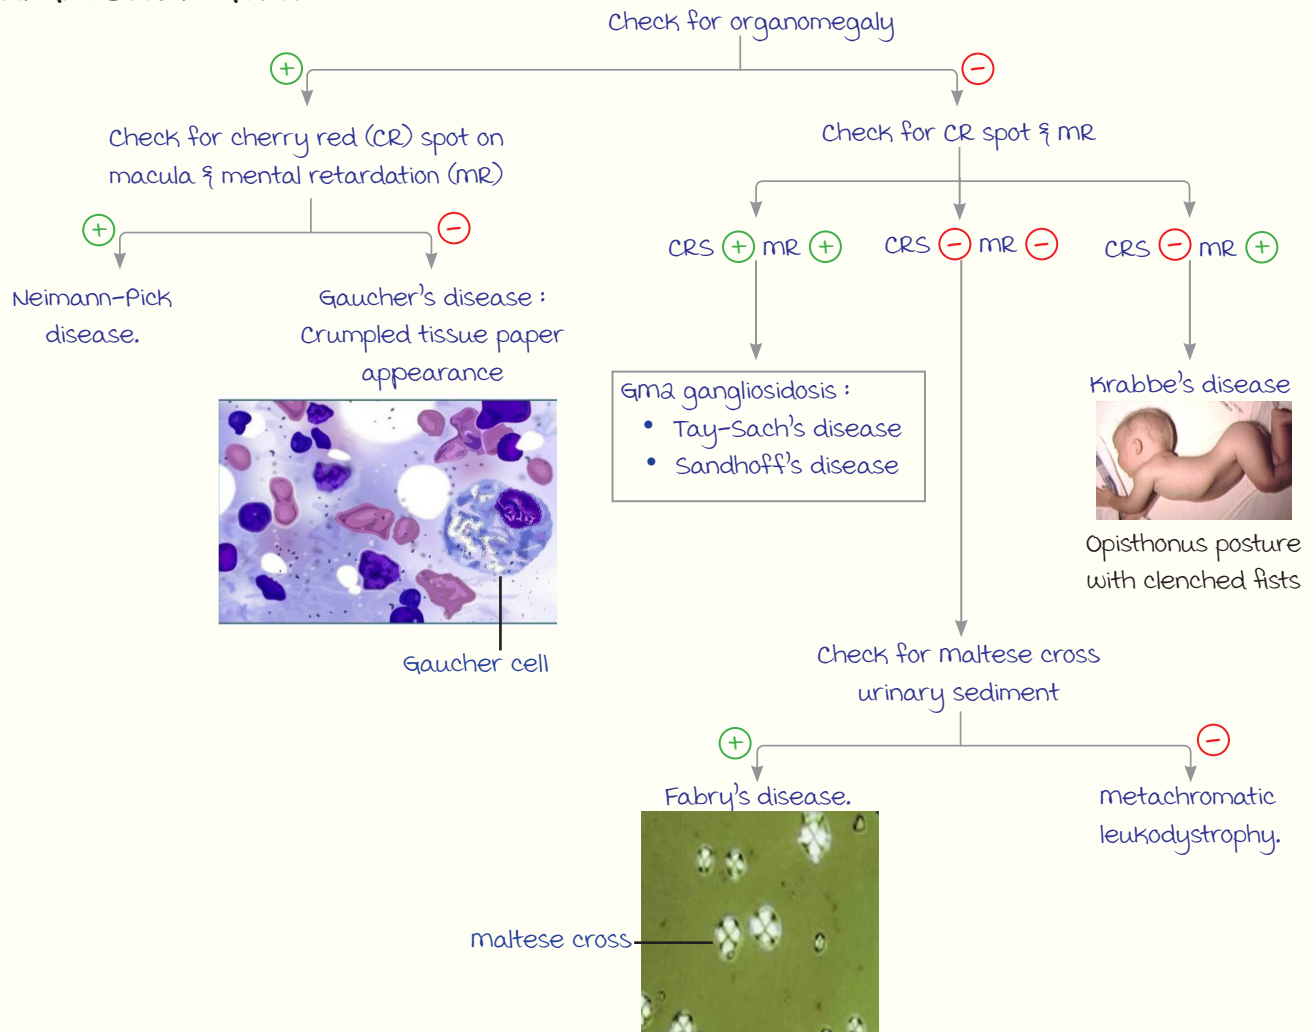 Check for organomegaly
+
−
Check for cherry red (CR) spot on
macula & mental retardation (MR)
Check for CR spot & MR
+
−
CRS + MR +
CRS − MR −
CRS − MR +
Neimann-Pick
disease.
Gaucher's disease :
Crumpled tissue paper
appearance
Gaucher cell
GM2 gangliosidosis :
• Tay-Sach's disease
• Sandhoff's disease
Krabbe's disease
Opisthonus posture
with clenched fists
Check for maltese cross
urinary sediment
+
−
Fabry's disease.
metachromatic
leukodystrophy.
maltese cross